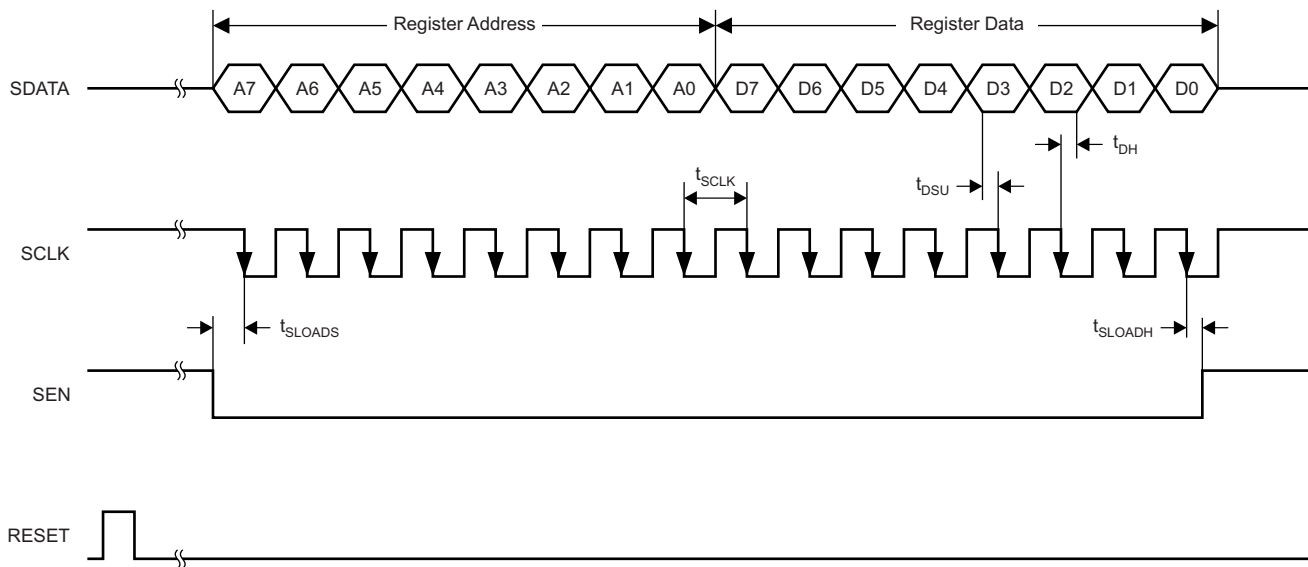 Register Address Register Data
SDATA A7 A6 A5 A4 A3 A2 A1 A0 D7 D6 D5 D4 D3 D2 D1 D0
tDH
tSCLK
tDSU
SCLK
tSLOADS
tSLOADH
SEN
RESET